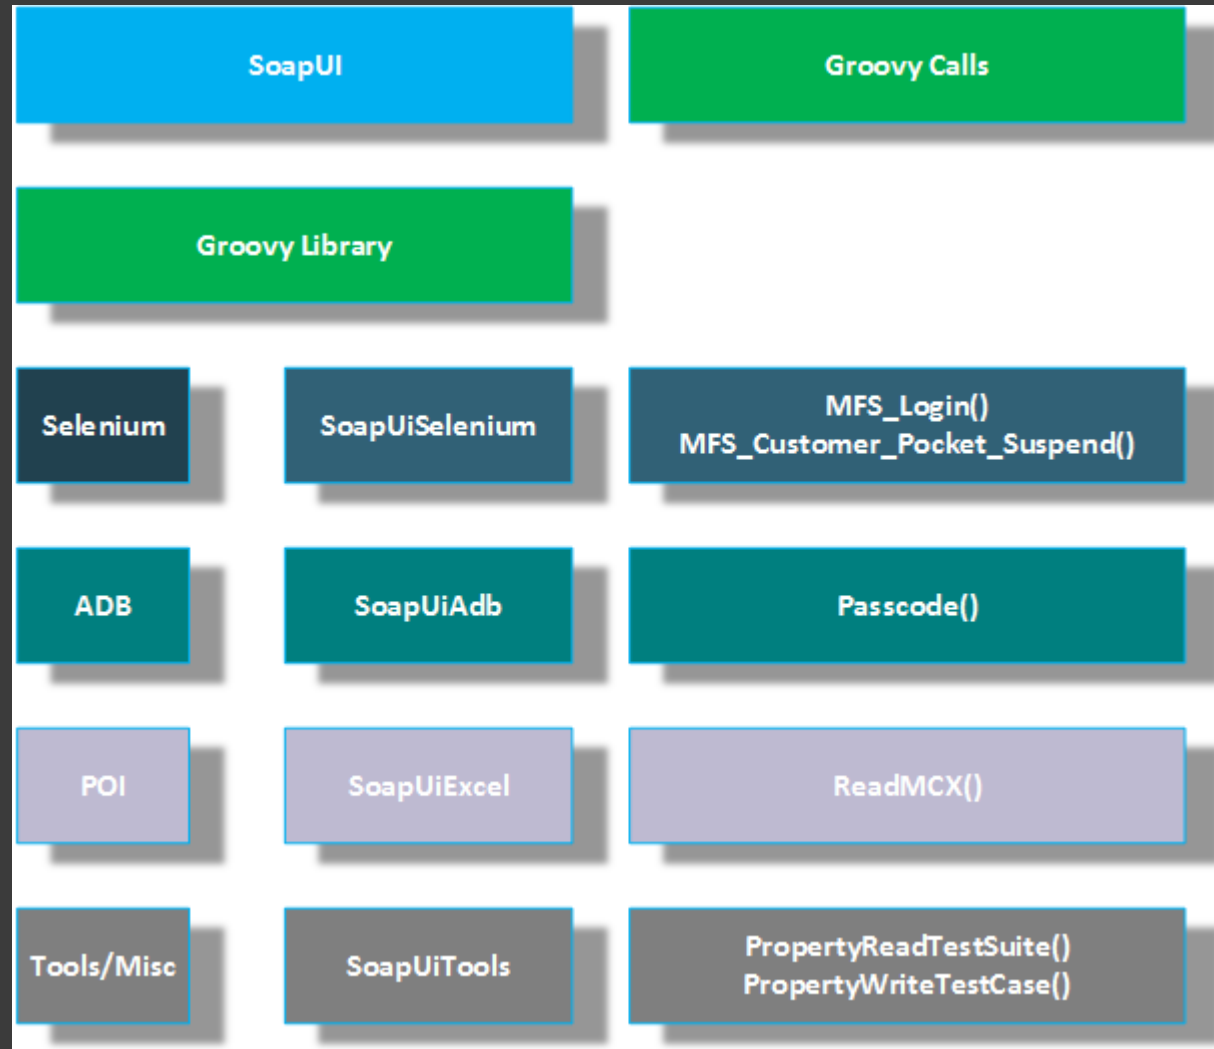 SoapUI
Groovy Calls
Groovy Library
Selenium
SoapUiSelenium
MFS_Login()
MFS_Customer_Pocket_Suspend()
ADB
SoapUiAdb
Passcode()
POI
SoapUiExcel
ReadMCX()
Tools/Misc
SoapUiTools
PropertyReadTestSuite()
PropertyWriteTestCase()